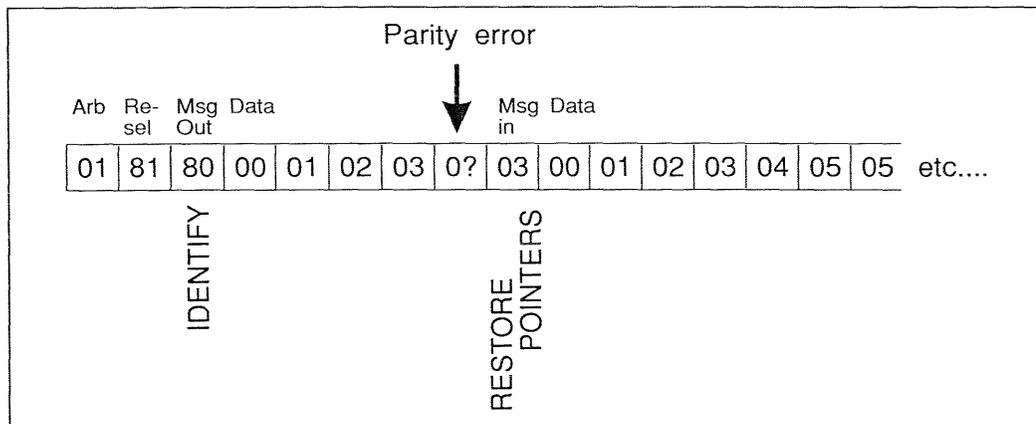 Parity error
Arb Re- Msg Data Msg Data
sel Out in
01 81 80 00 01 02 03 0? 03 00 01 02 03 04 05 05 etc....
IDENTIFY
RESTORE
POINTERS